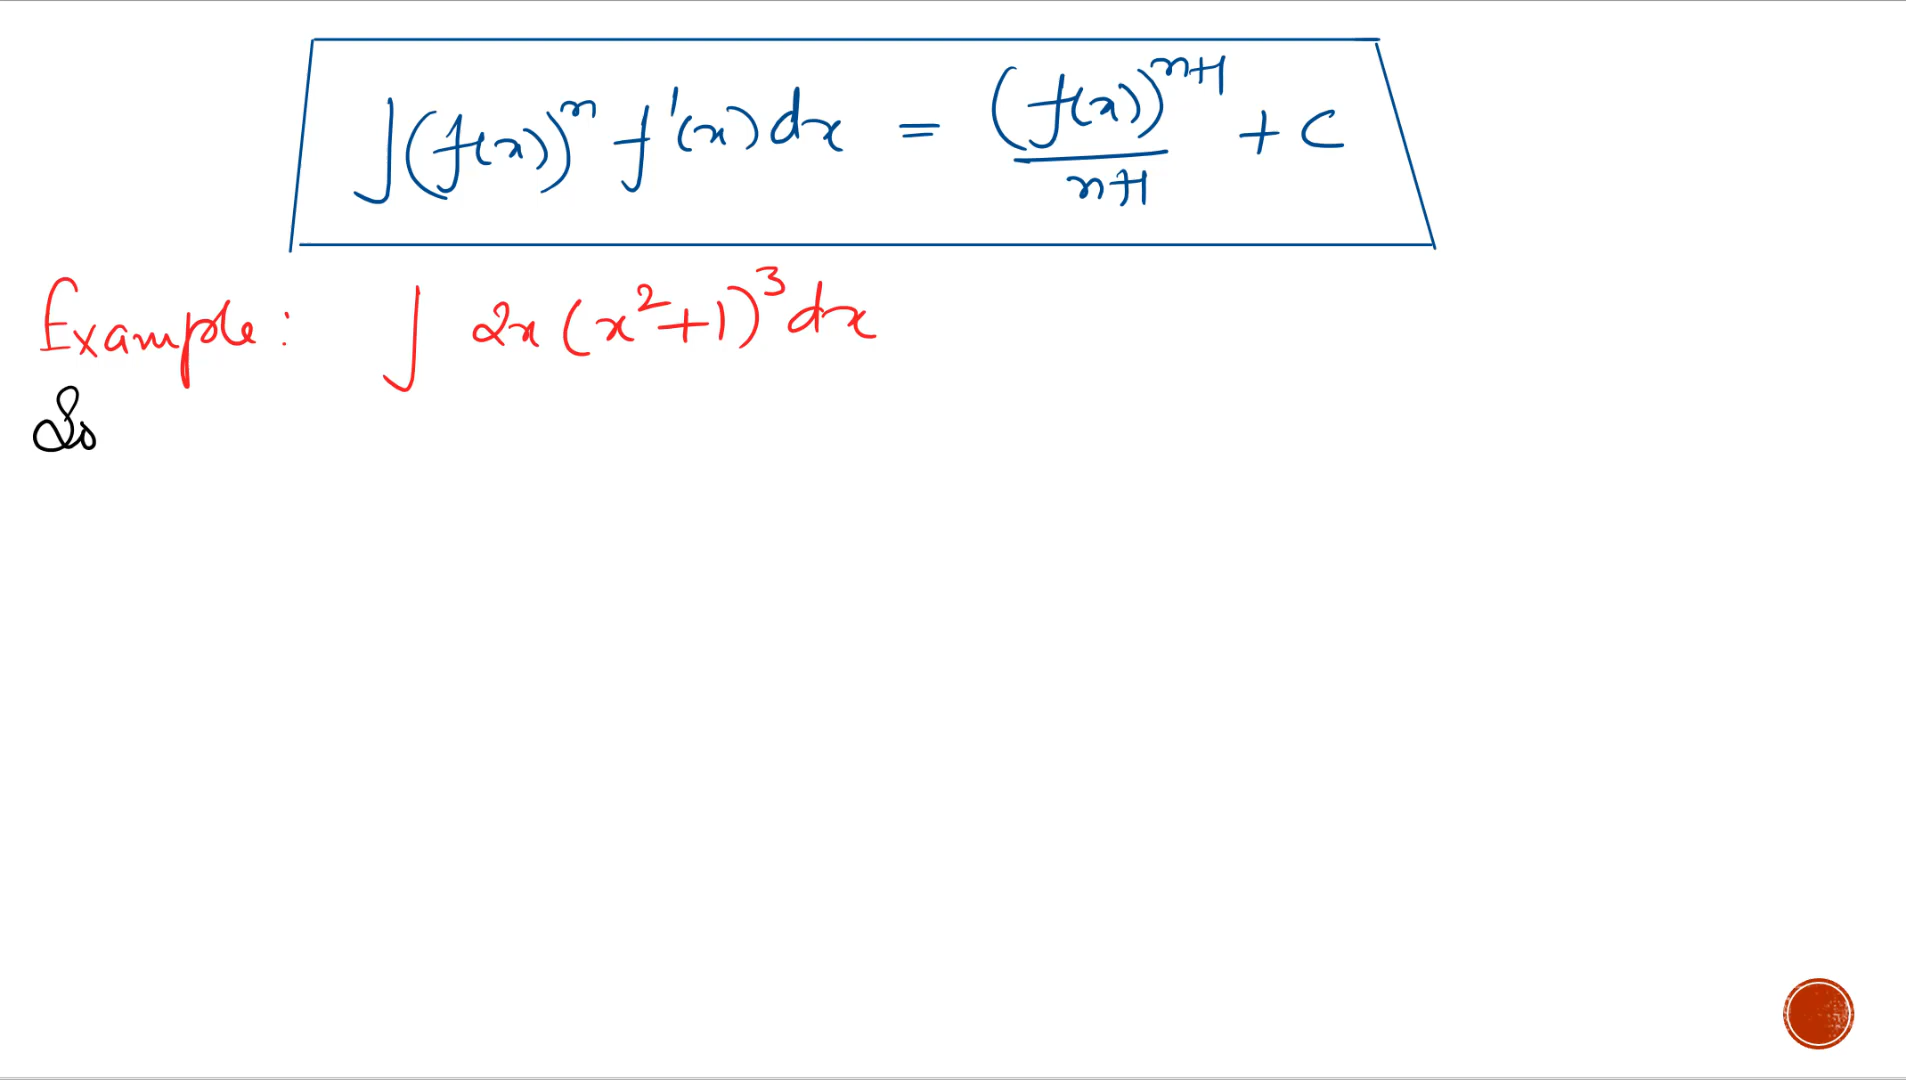 ∫(f(x))ⁿ f'(x) dx = (f(x))ⁿ⁺¹/n+1 + C
Example: ∫ 2x (x²+1)³ dx
So